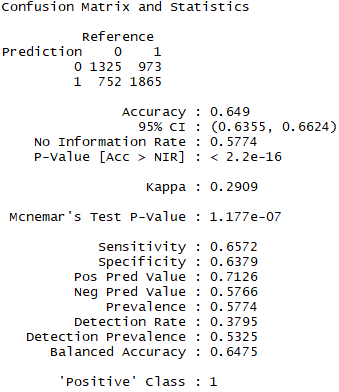 Confusion Matrix and Statistics
Reference
Prediction 0 1
0 1325 973
1 752 1865
Accuracy : 0.649
95% CI : (0.6355, 0.6624)
No Information Rate : 0.5774
P-Value [Acc > NIR] : < 2.2e-16
Kappa : 0.2909
Mcnemar's Test P-Value : 1.177e-07
Sensitivity : 0.6572
Specificity : 0.6379
Pos Pred Value : 0.7126
Neg Pred Value : 0.5766
Prevalence : 0.5774
Detection Rate : 0.3795
Detection Prevalence : 0.5325
Balanced Accuracy : 0.6475
'Positive' Class : 1